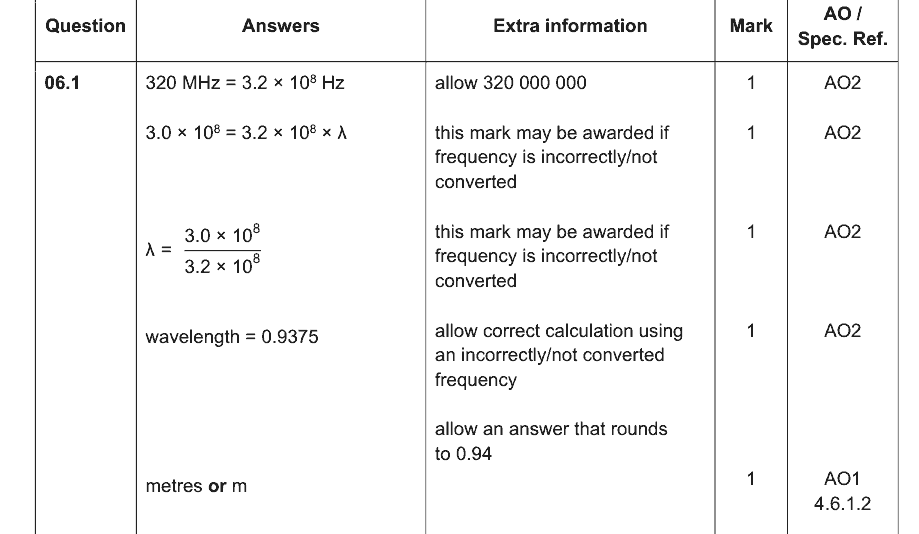 Question Answers Extra information Mark AO /
Spec. Ref.
06.1 320 MHz = 3.2 × 10⁸ Hz allow 320 000 000 1 AO2
3.0 × 10⁸ = 3.2 × 10⁸ × λ this mark may be awarded if 1 AO2
frequency is incorrectly/not
converted
λ = 3.0 × 10⁸ / 3.2 × 10⁸ this mark may be awarded if 1 AO2
frequency is incorrectly/not
converted
wavelength = 0.9375 allow correct calculation using 1 AO2
an incorrectly/not converted
frequency
allow an answer that rounds
to 0.94
metres or m 1 AO1
4.6.1.2